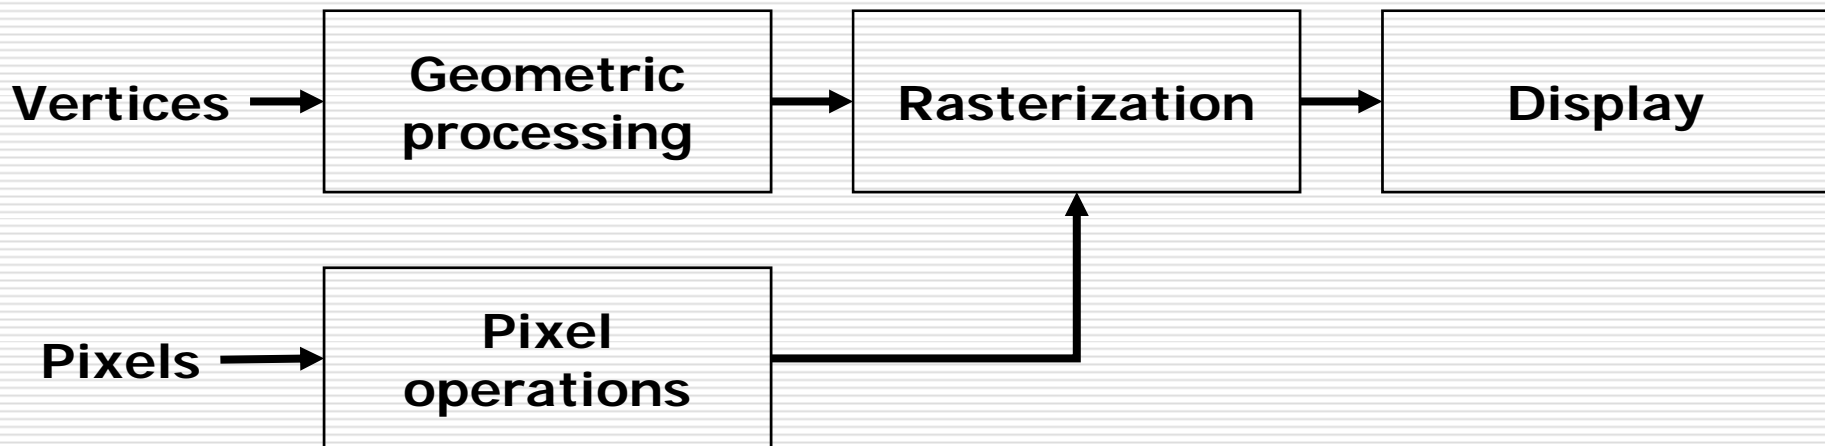 Vertices
Geometric
processing
Rasterization
Display
Pixels
Pixel
operations